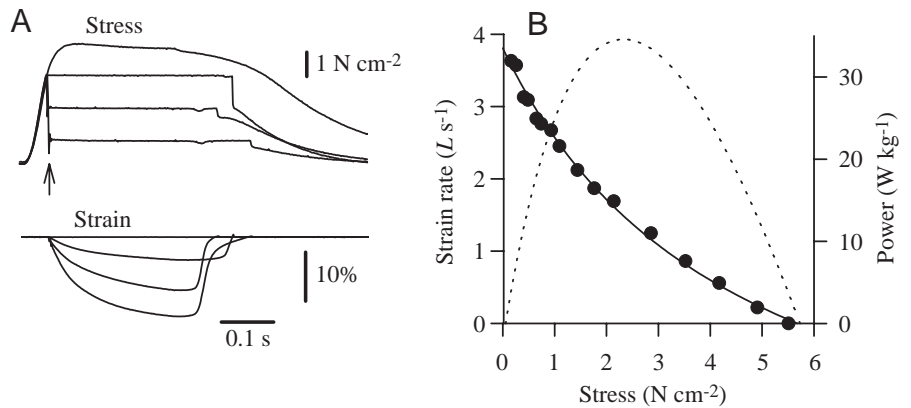 A
Stress
1 N cm-2
Strain
10%
0.1 s
B
Strain rate (L s-1)
4
3
2
1
0
0 1 2 3 4 5 6
Stress (N cm-2)
30
20
10
0
Power (W kg-1)